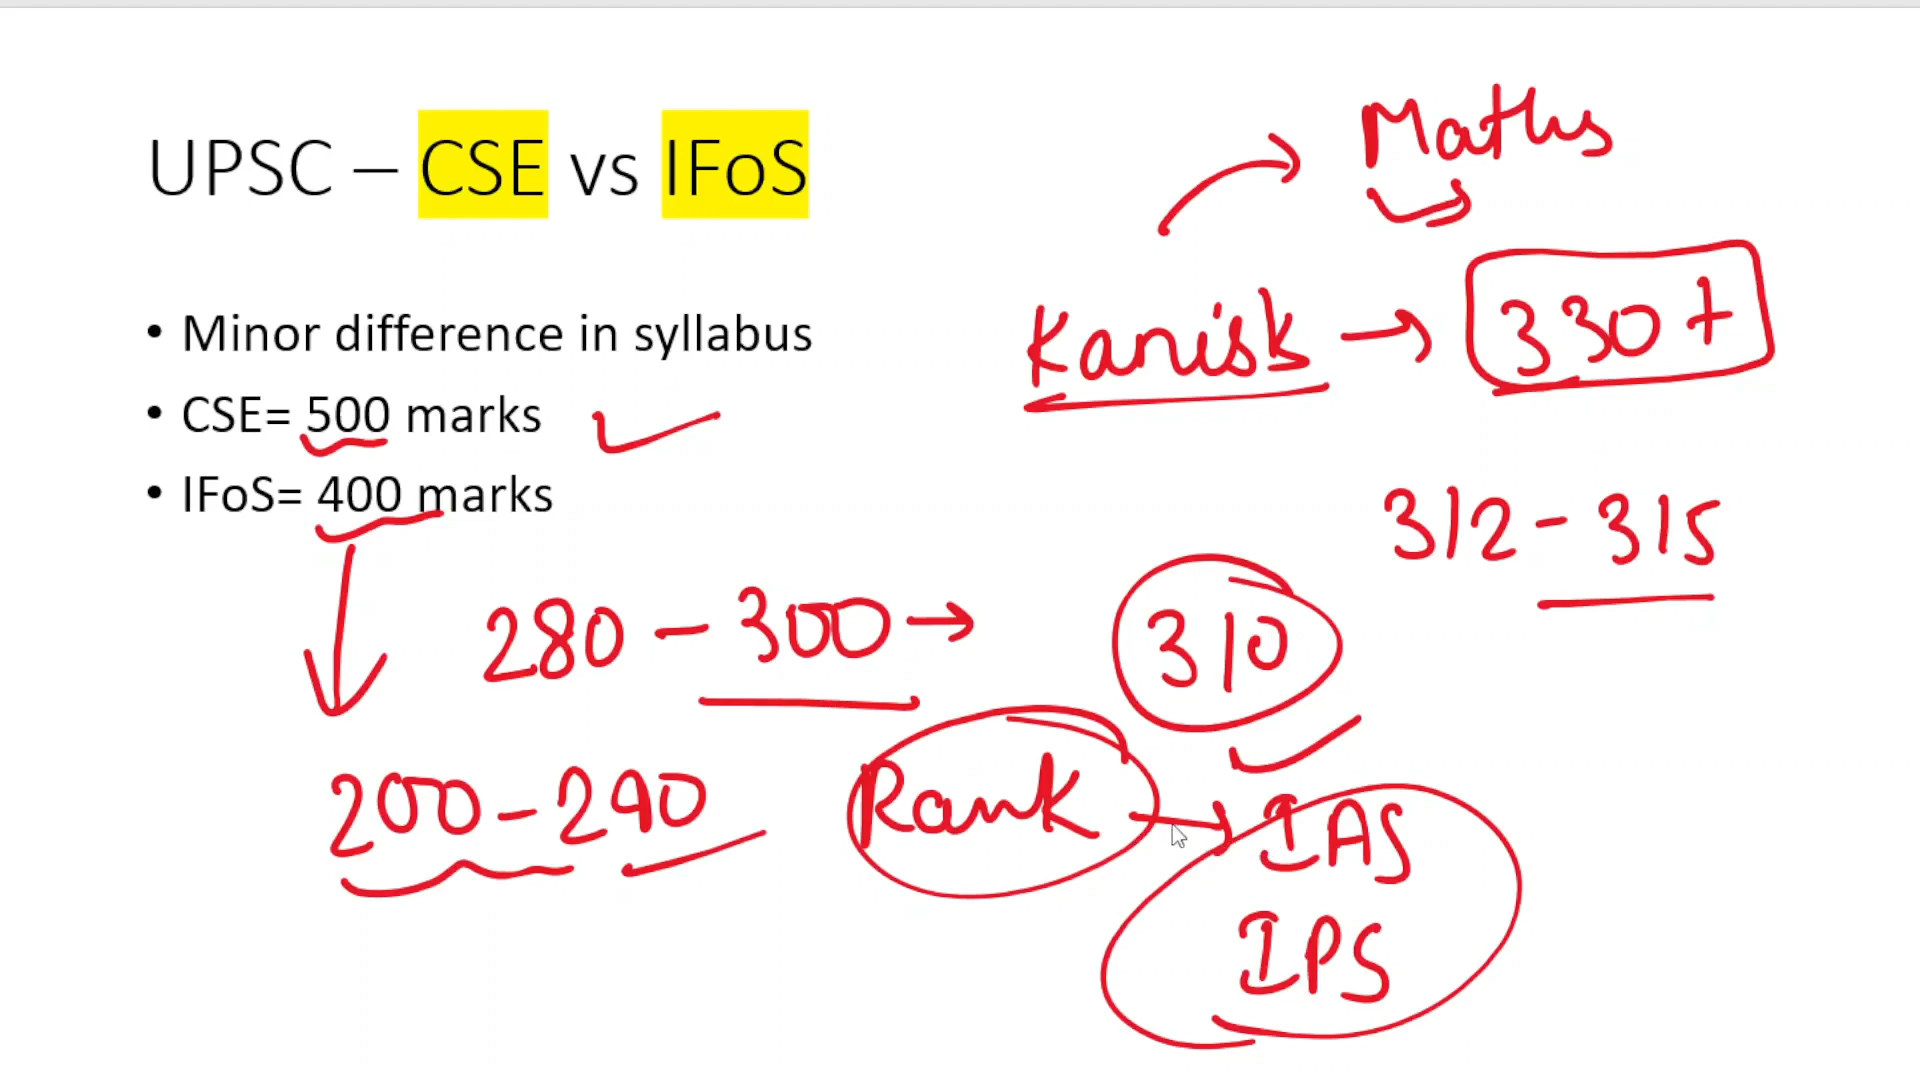 UPSC – CSE vs IFoS
Maths
• Minor difference in syllabus
Kanisk → 330+
• CSE= 500 marks
• IFoS= 400 marks
312 - 315
280 - 300 → 310
200 - 290
Rank → IAS
IPS